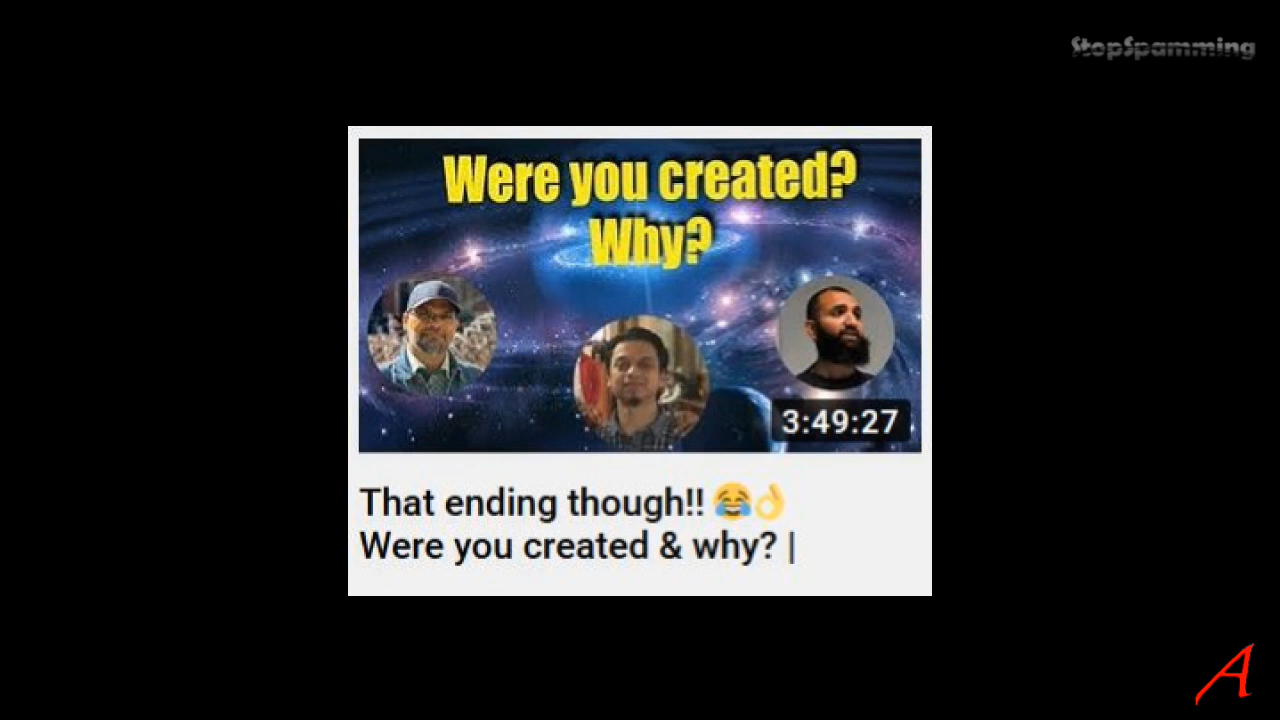 StopSpamming
Were you created?
Why?
3:49:27
That ending though!! 😂👌
Were you created & why? |
A